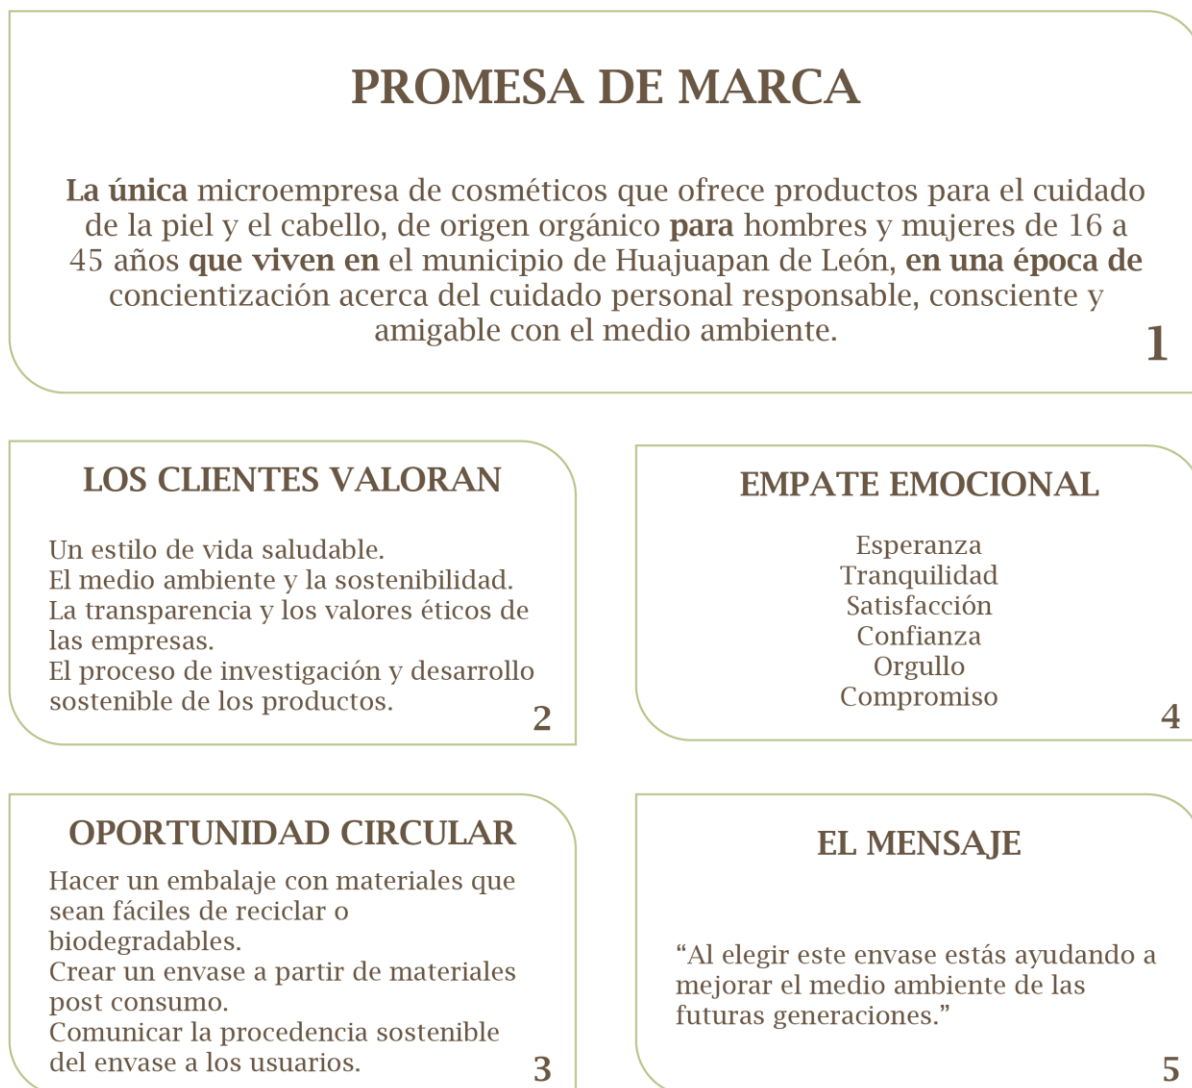 PROMESA DE MARCA
La única microempresa de cosméticos que ofrece productos para el cuidado
de la piel y el cabello, de origen orgánico para hombres y mujeres de 16 a
45 años que viven en el municipio de Huajuapan de León, en una época de
concientización acerca del cuidado personal responsable, consciente y
amigable con el medio ambiente.
1
LOS CLIENTES VALORAN
Un estilo de vida saludable.
El medio ambiente y la sostenibilidad.
La transparencia y los valores éticos de
las empresas.
El proceso de investigación y desarrollo
sostenible de los productos.
2
OPORTUNIDAD CIRCULAR
Hacer un embalaje con materiales que
sean fáciles de reciclar o
biodegradables.
Crear un envase a partir de materiales
post consumo.
Comunicar la procedencia sostenible
del envase a los usuarios.
3
EMPATE EMOCIONAL
Esperanza
Tranquilidad
Satisfacción
Confianza
Orgullo
Compromiso
4
EL MENSAJE
“Al elegir este envase estás ayudando a
mejorar el medio ambiente de las
futuras generaciones.”
5